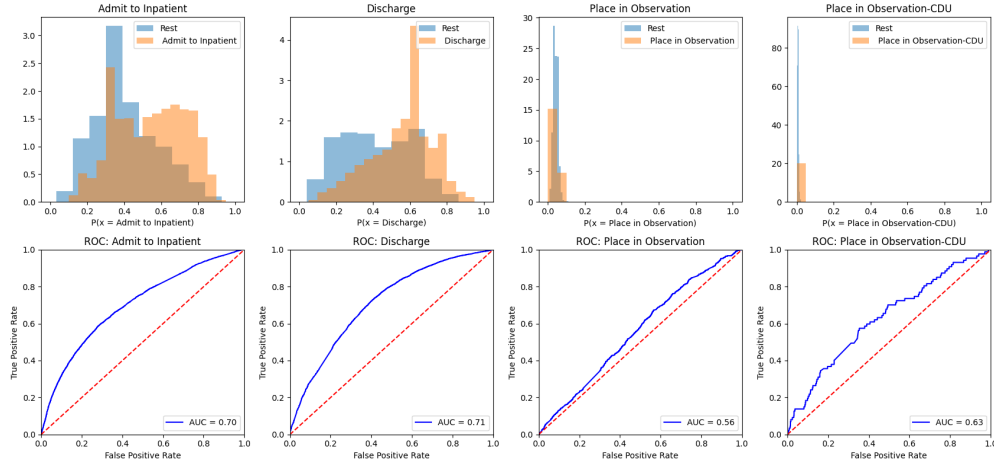 Admit to Inpatient
Rest
Admit to Inpatient
3.0
2.5
2.0
1.5
1.0
0.5
0.0
0.0 0.2 0.4 0.6 0.8 1.0
P(x = Admit to Inpatient)
Discharge
Rest
Discharge
4
3
2
1
0
0.0 0.2 0.4 0.6 0.8 1.0
P(x = Discharge)
Place in Observation
Rest
Place in Observation
30
25
20
15
10
5
0
0.0 0.2 0.4 0.6 0.8 1.0
P(x = Place in Observation)
Place in Observation-CDU
Rest
Place in Observation-CDU
80
60
40
20
0
0.0 0.2 0.4 0.6 0.8 1.0
P(x = Place in Observation-CDU)
ROC: Admit to Inpatient
True Positive Rate
1.0
0.8
0.6
0.4
0.2
0.0
AUC = 0.70
0.0 0.2 0.4 0.6 0.8 1.0
False Positive Rate
ROC: Discharge
True Positive Rate
1.0
0.8
0.6
0.4
0.2
0.0
AUC = 0.71
0.0 0.2 0.4 0.6 0.8 1.0
False Positive Rate
ROC: Place in Observation
True Positive Rate
1.0
0.8
0.6
0.4
0.2
0.0
AUC = 0.56
0.0 0.2 0.4 0.6 0.8 1.0
False Positive Rate
ROC: Place in Observation-CDU
True Positive Rate
1.0
0.8
0.6
0.4
0.2
0.0
AUC = 0.63
0.0 0.2 0.4 0.6 0.8 1.0
False Positive Rate